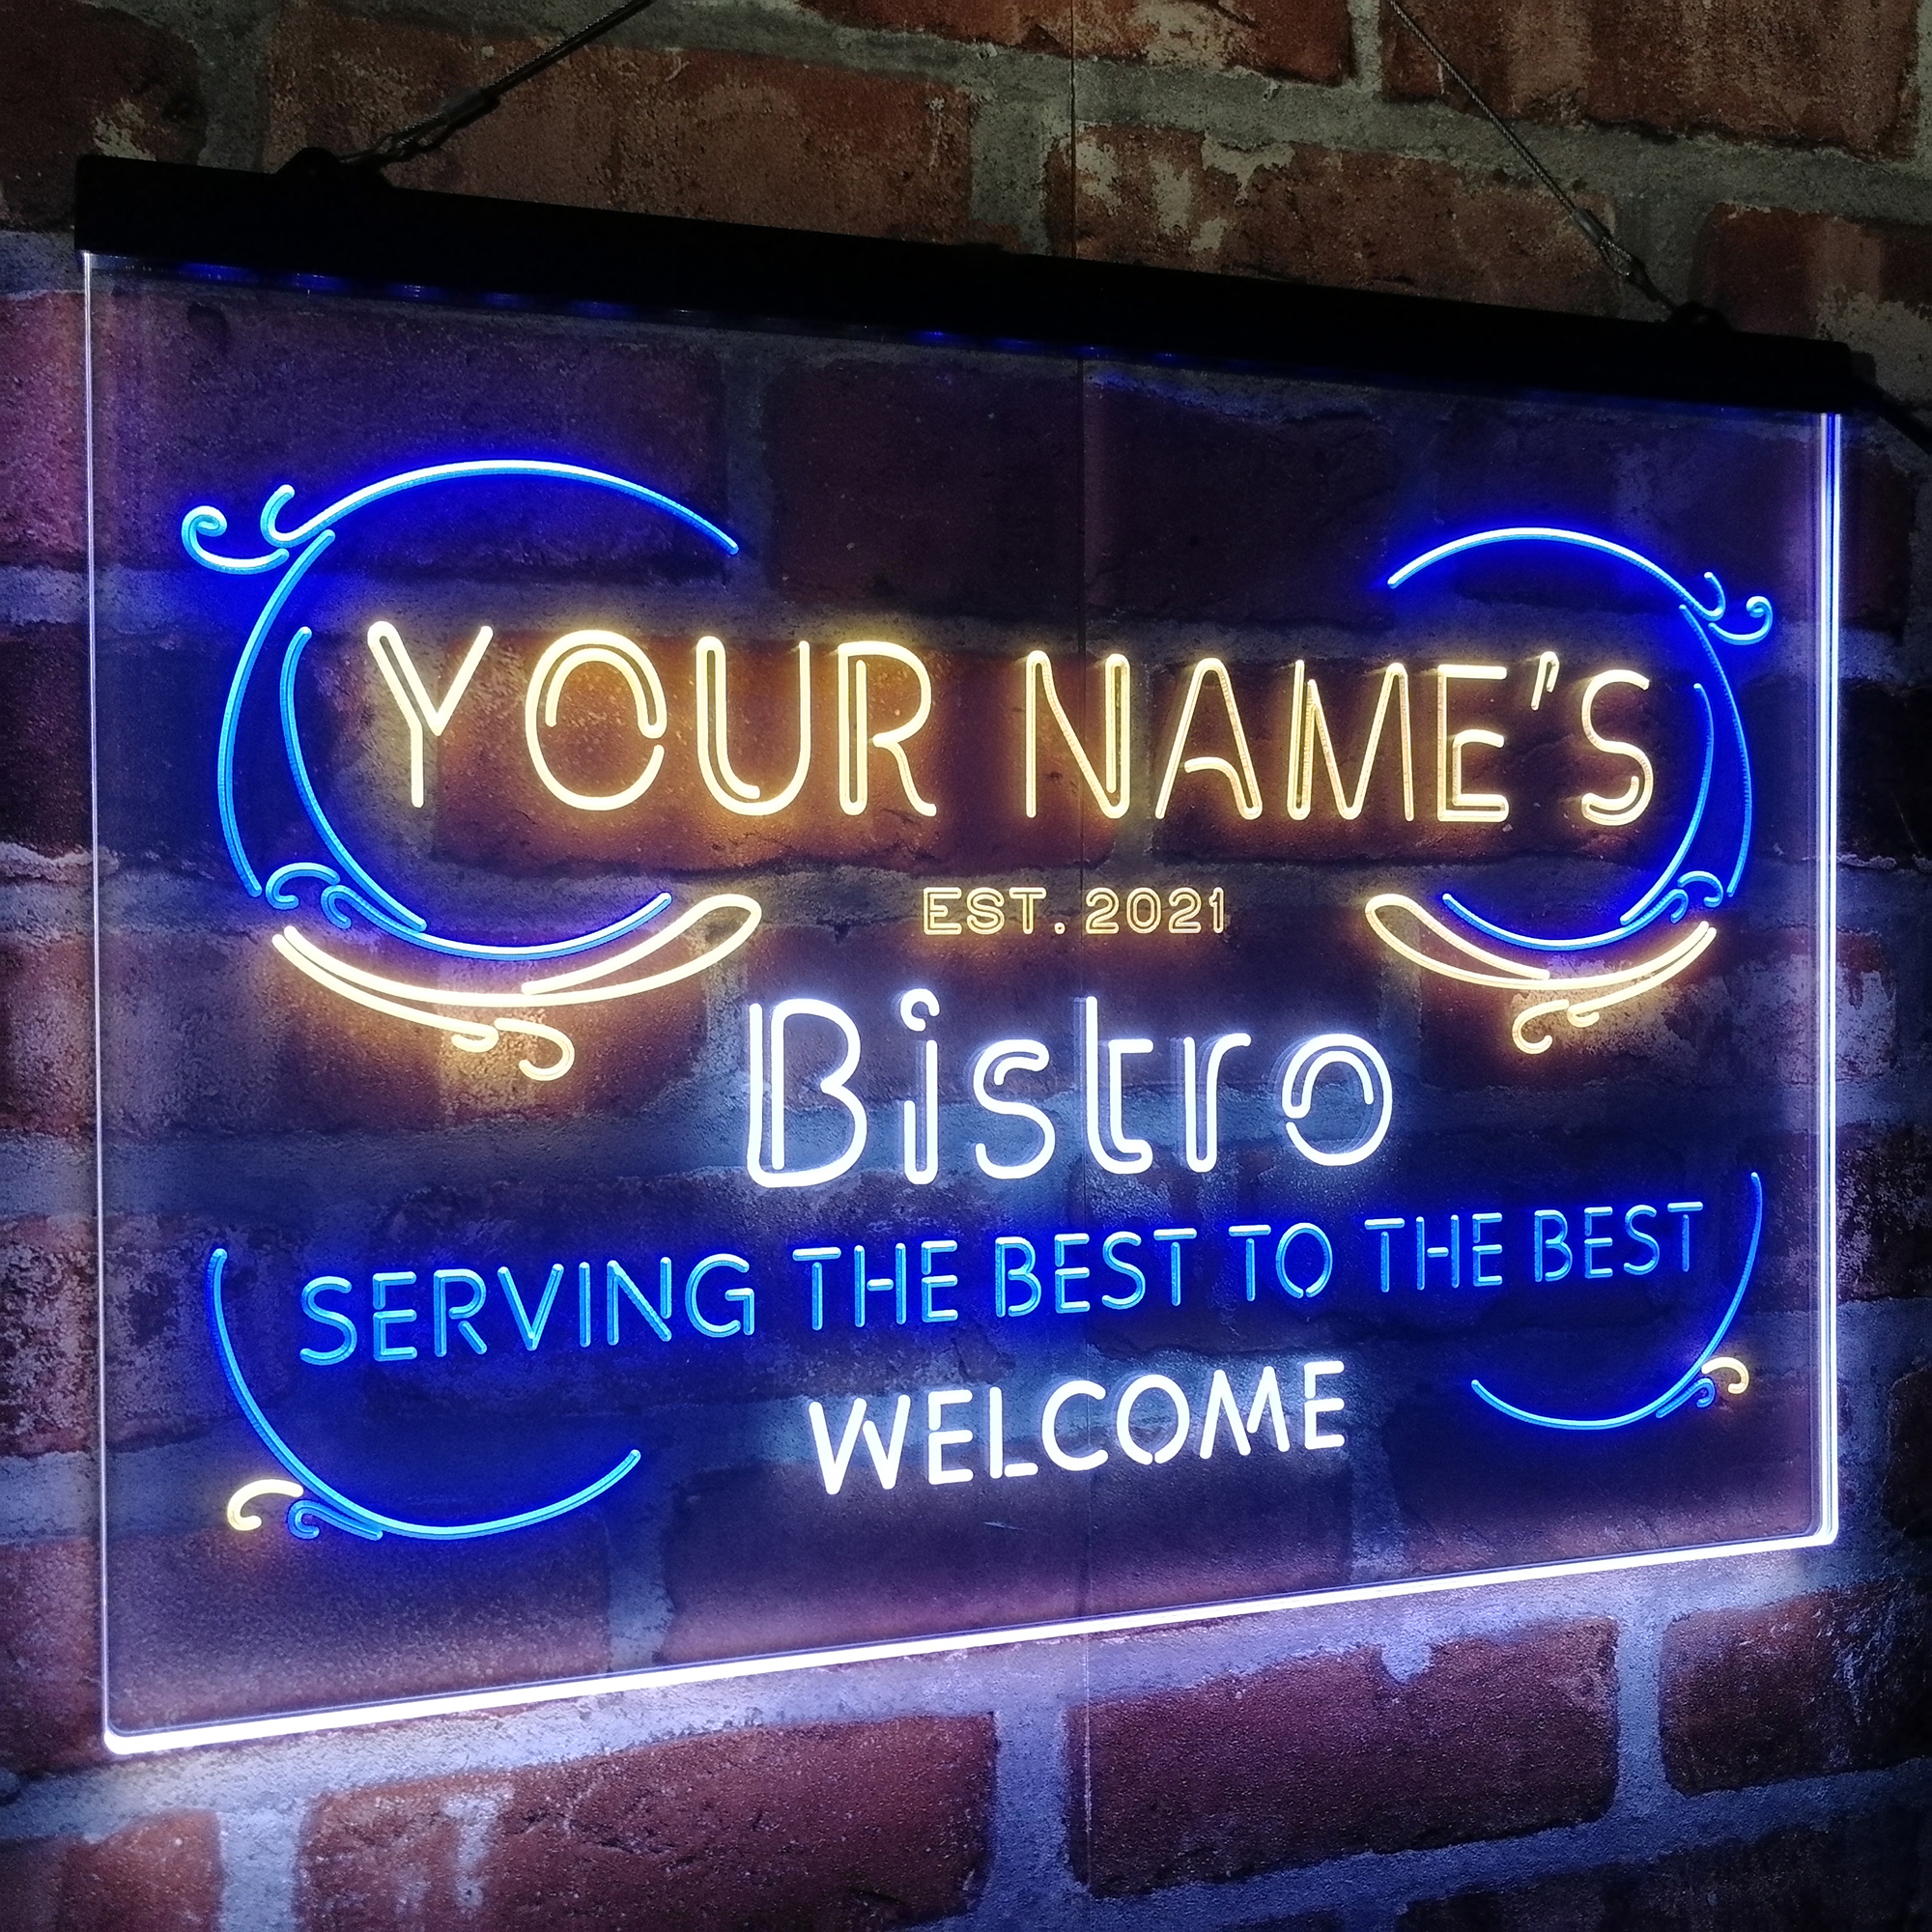 YOUR NAME'S
EST. 2021
Bistro
SERVING THE BEST TO THE BEST
WELCOME